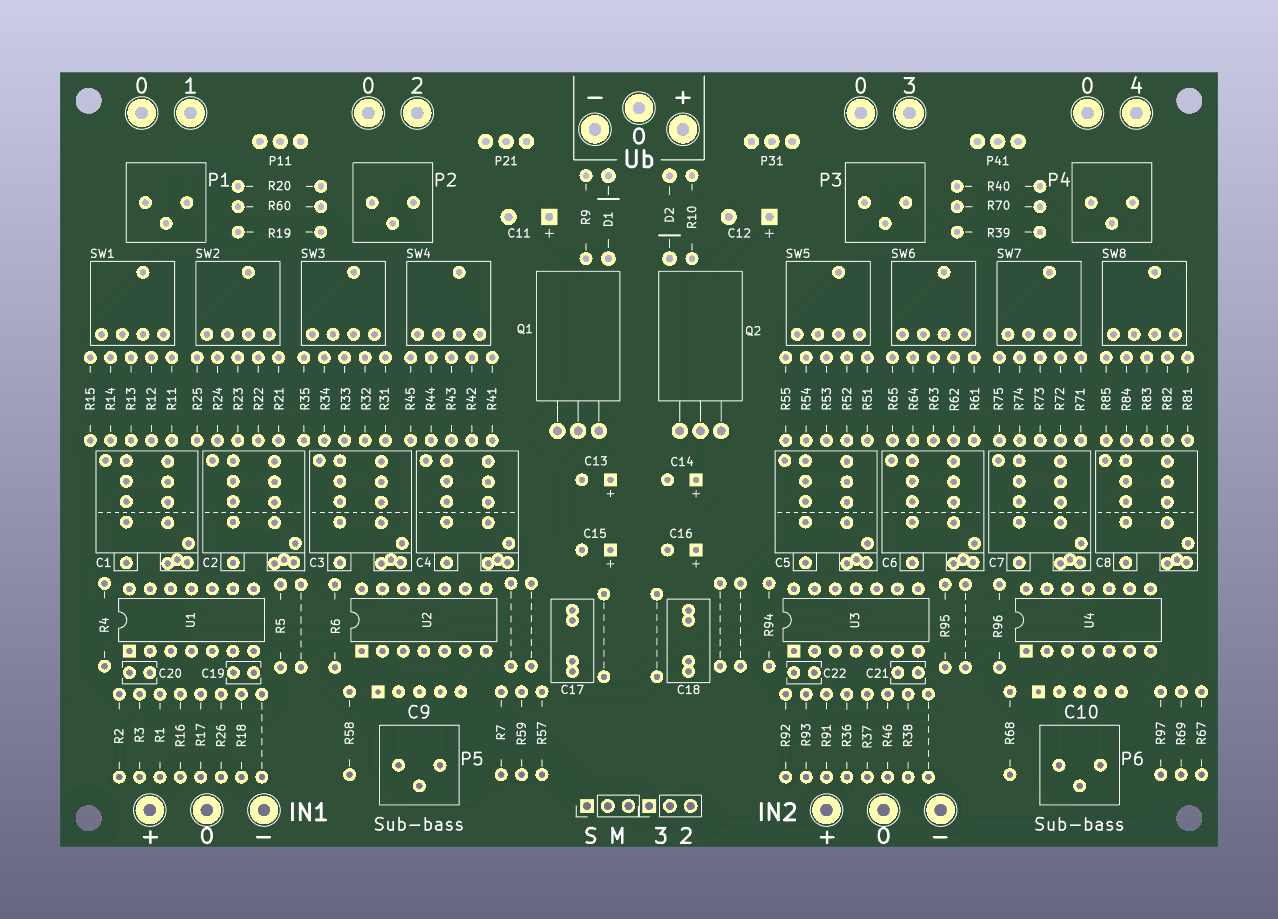 0 1 0 2 − + 0 3 0 4
0
Ub
P11 P21 P31 P41
P1 R20 P2 P3 R40 P4
R60 R70
R19 R39
R9 D1 D2 R10
C11 + C12 +
SW1 SW2 SW3 SW4 SW5 SW6 SW7 SW8
Q1 Q2
R15 R14 R13 R12 R11 R25 R24 R23 R22 R21 R35 R34 R33 R32 R31 R45 R44 R43 R42 R41 R55 R54 R53 R52 R51 R65 R64 R63 R62 R61 R75 R74 R73 R72 R71 R85 R84 R83 R82 R81
C13 C14
+ +
C15 C16
C1 C2 C3 C4 + + C5 C6 C7 C8
R4 U1 R5 R6 U2 R94 U3 R95 R96 U4
C20 C19 C22 C21
C17 C18
C9 C10
R2 R3 R1 R16 R17 R26 R18 R58 R7 R59 R57 R92 R93 R91 R36 R37 R46 R38 R68 R97 R69 R67
P5 P6
IN1 IN2
Sub-bass Sub-bass
+ 0 − S M 3 2 + 0 −